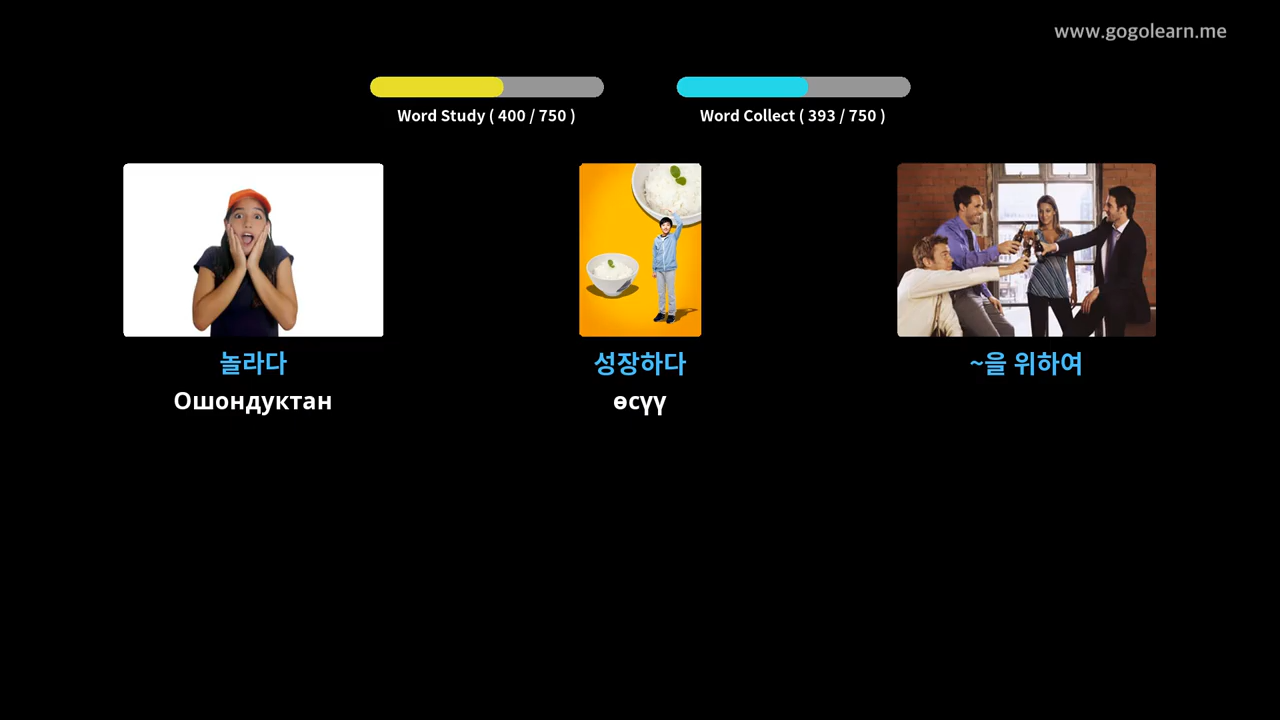 www.gogolearn.me
Word Study ( 400 / 750 )
Word Collect ( 393 / 750 )
놀라다
성장하다
~을 위하여
Ошондуктан
өсүү